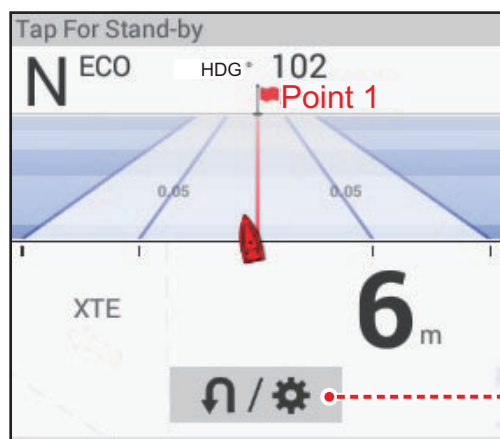 Tap For Stand-by
N ECO HDG° 102
Point 1
0.05 0.05
XTE 6 m
/